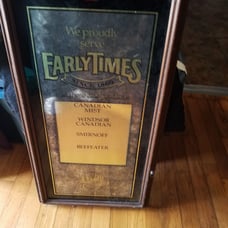 We proudly
serve
EARLY TIMES
CANADIAN
MIST
WINDSOR
CANADIAN
SMIRNOFF
BEEFEATER